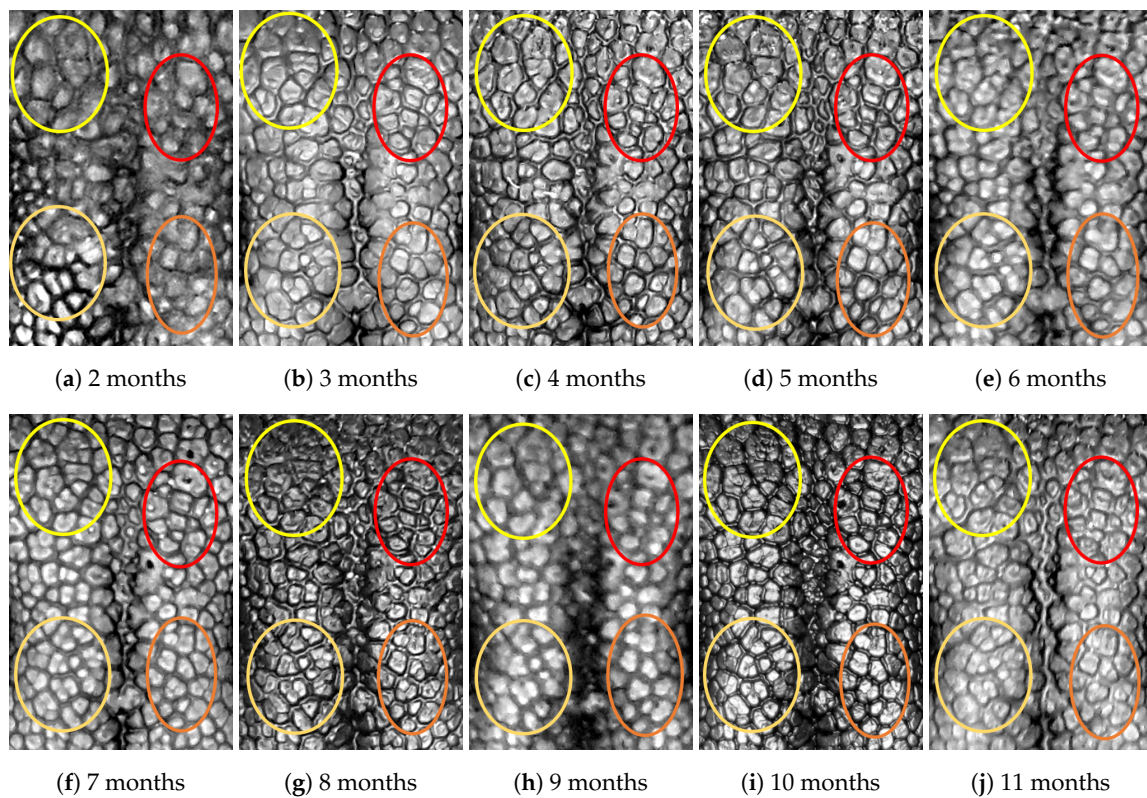 (a) 2 months
(b) 3 months
(c) 4 months
(d) 5 months
(e) 6 months
(f) 7 months
(g) 8 months
(h) 9 months
(i) 10 months
(j) 11 months